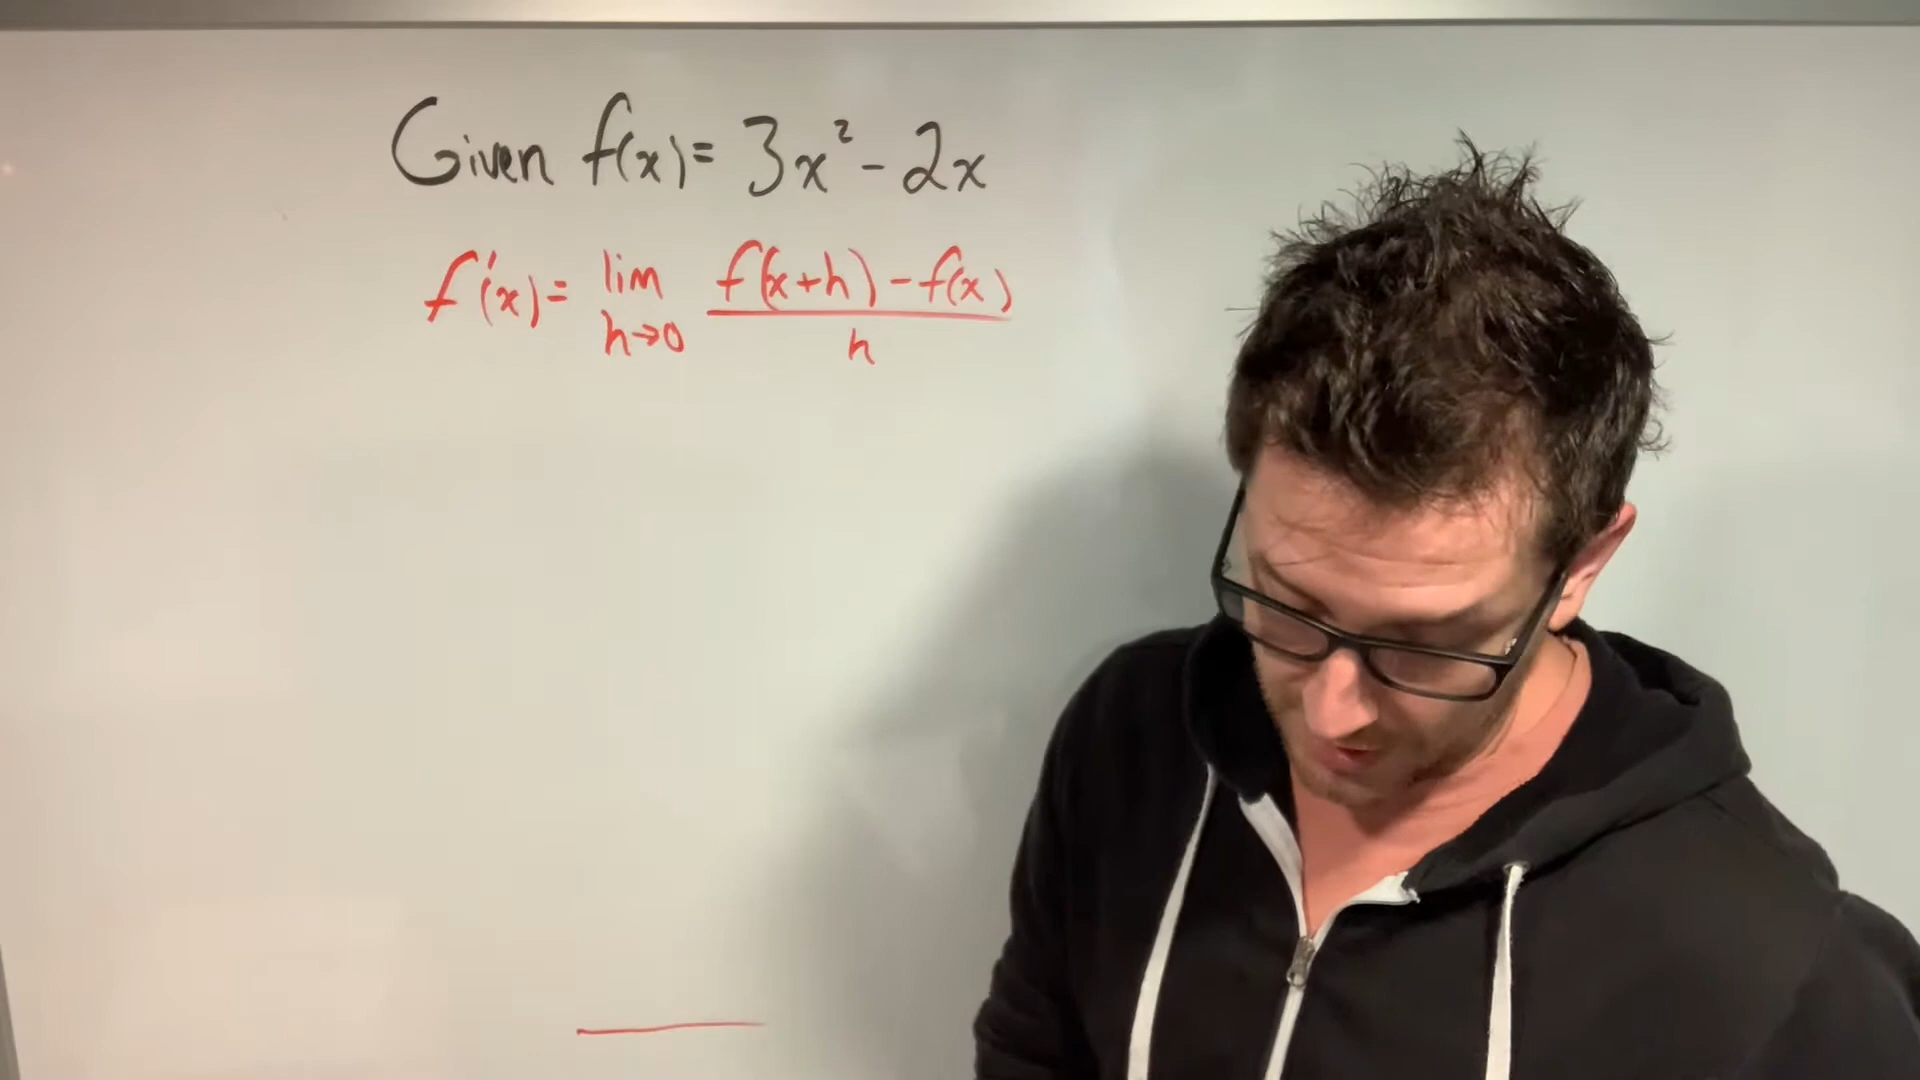 Given f(x) = 3x² - 2x
f'(x) = lim h→0 f(x+h) - f(x) / h